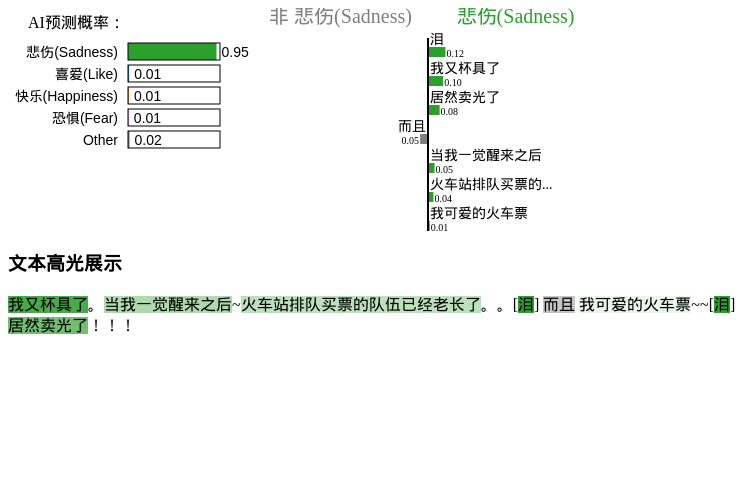 AI预测概率：
悲伤(Sadness) 0.95
喜爱(Like) 0.01
快乐(Happiness) 0.01
恐惧(Fear) 0.01
Other 0.02
非 悲伤(Sadness) 悲伤(Sadness)
泪
0.12
我又杯具了
0.10
居然卖光了
0.08
而且
0.05
当我一觉醒来之后
0.05
火车站排队买票的...
0.04
我可爱的火车票
0.01
文本高光展示
我又杯具了。当我一觉醒来之后~火车站排队买票的队伍已经老长了。。[泪] 而且 我可爱的火车票~~[泪]
居然卖光了！！！